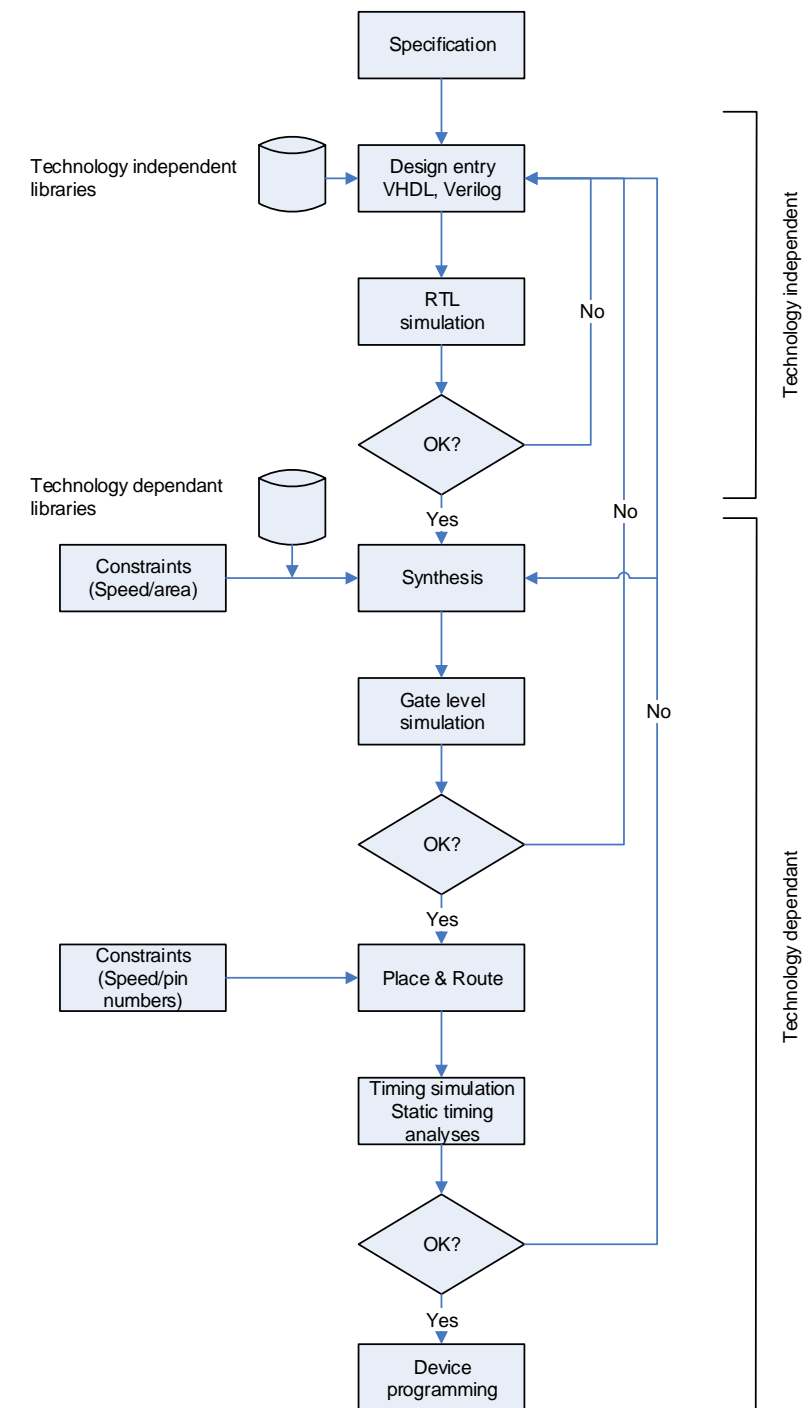 Specification
Technology independent
libraries
Design entry
VHDL, Verilog
Technology independent
RTL
simulation
No
OK?
Technology dependant
libraries
Yes
No
Constraints
(Speed/area)
Synthesis
Gate level
simulation
No
OK?
Technology dependant
Yes
Constraints
(Speed/pin
numbers)
Place & Route
Timing simulation
Static timing
analyses
OK?
Yes
Device
programming